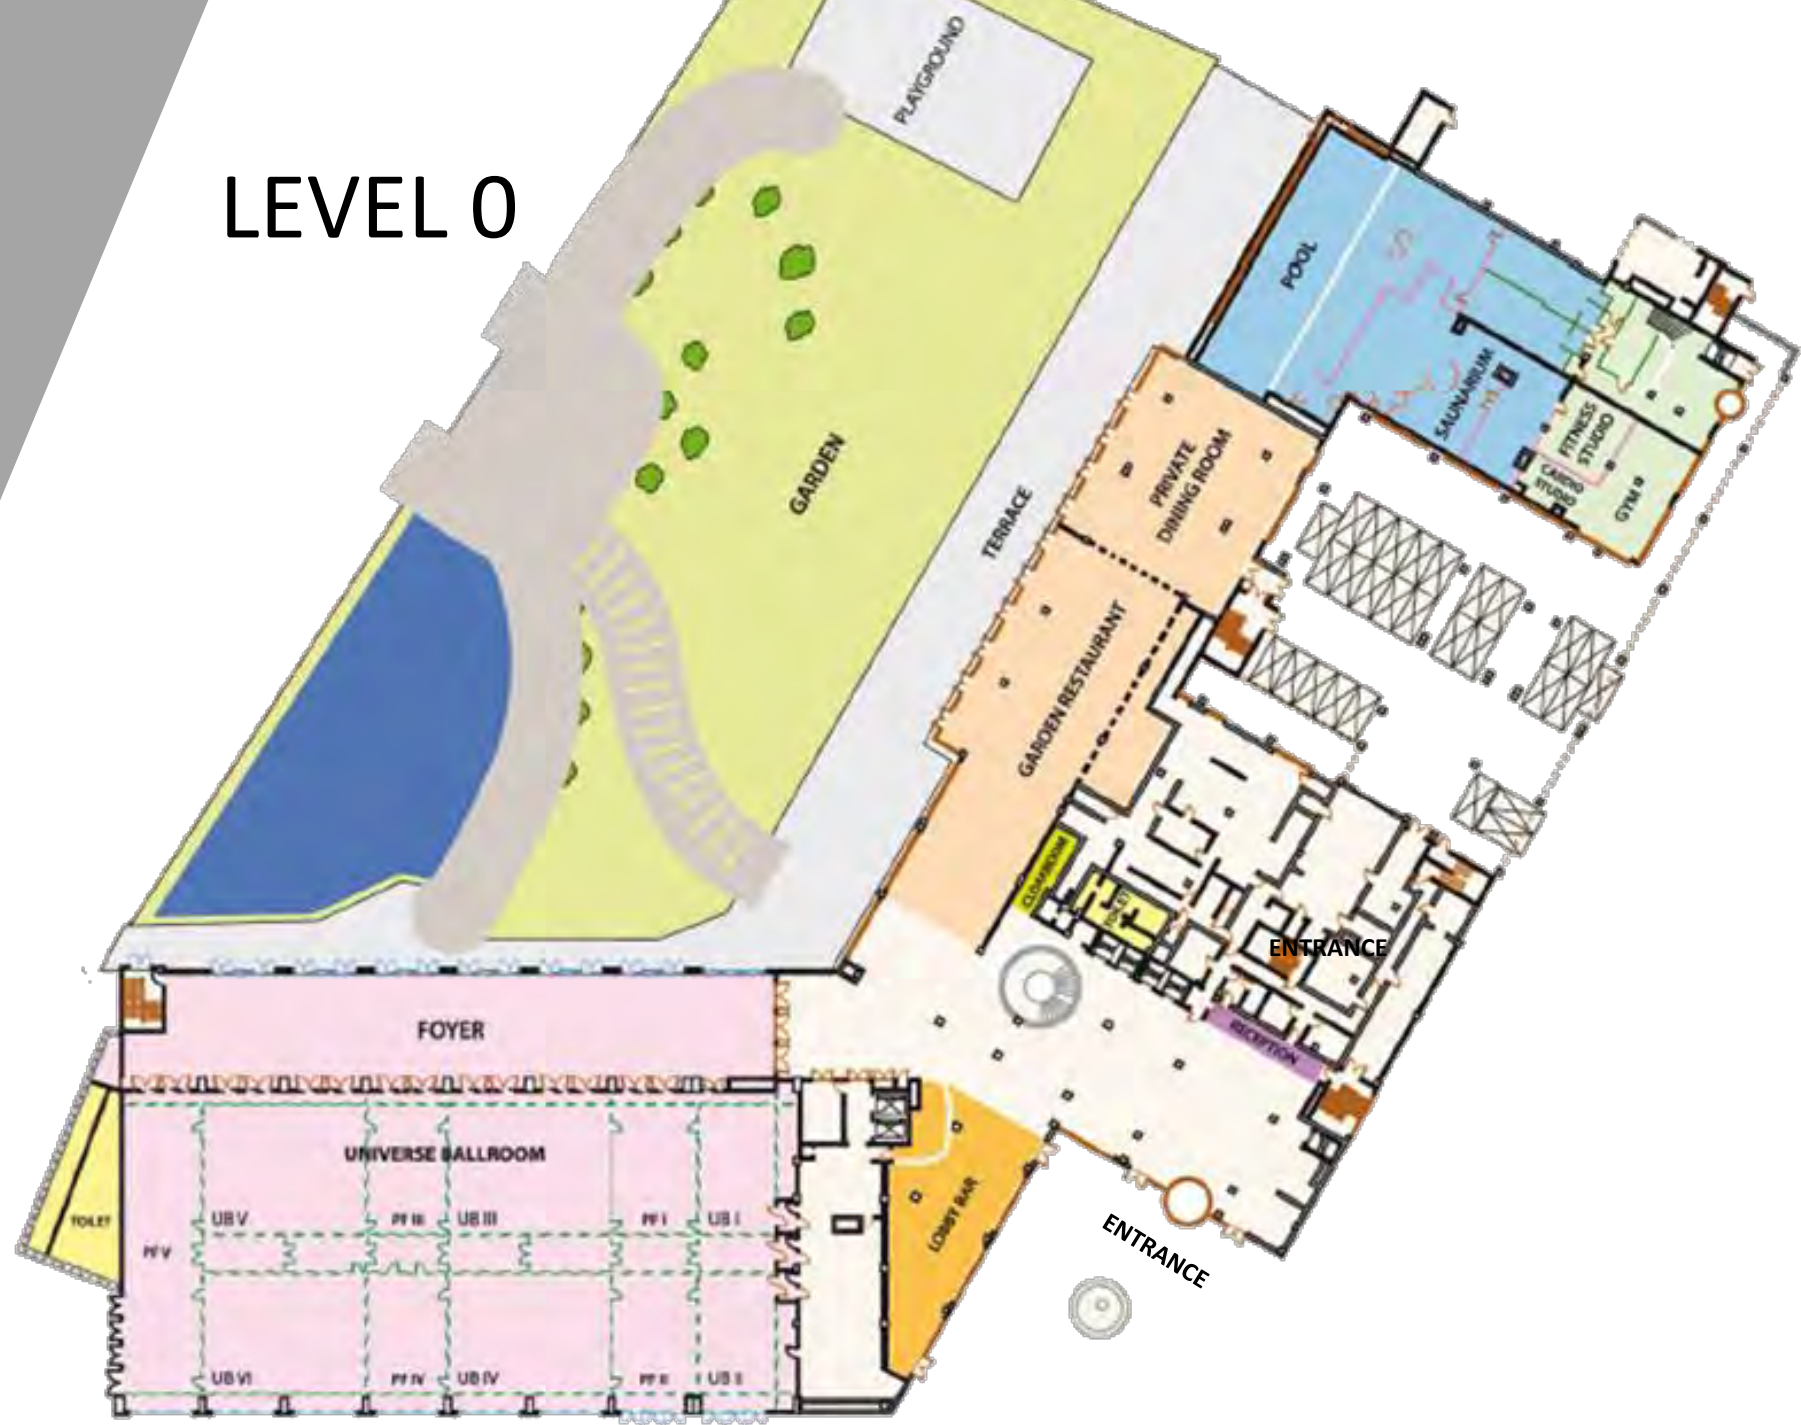 LEVEL 0
PLAYGROUND
POOL
SAUNARIUM
FITNESS
STUDIO
CARDIO
STUDIO
GYM
GARDEN
PRIVATE
DINING ROOM
TERRACE
GARDEN RESTAURANT
CLOAKROOM
TOILET
ENTRANCE
RECEPTION
FOYER
UNIVERSE BALLROOM
TOILET
PF V
UB V
PF III
UB III
PF I
UB I
LOBBY BAR
ENTRANCE
UB VI
PF IV
UB IV
PF II
UB II